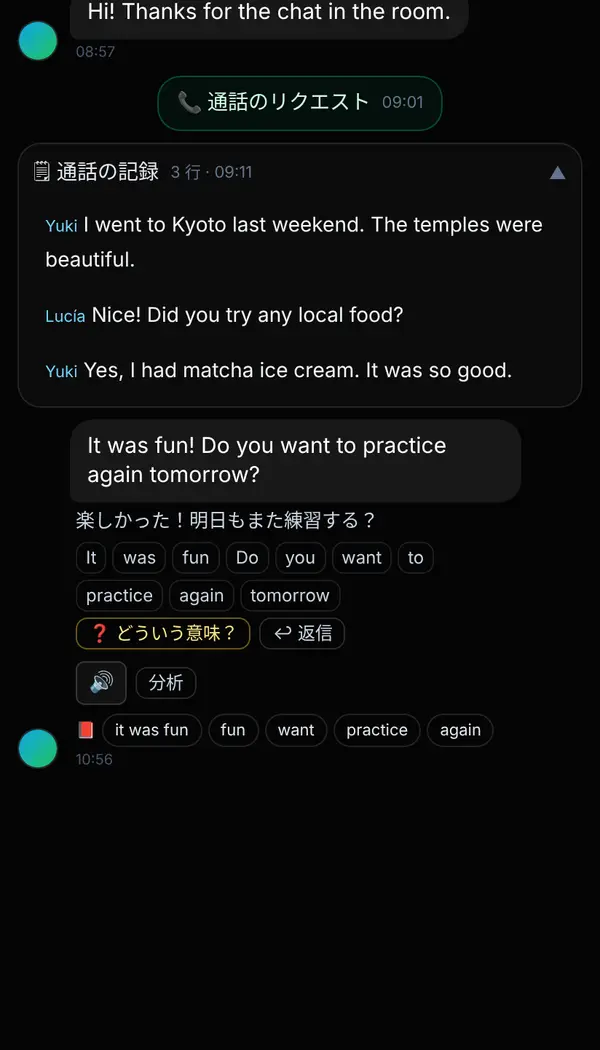 Hi! Thanks for the chat in the room.
08:57
通話のリクエスト 09:01
通話の記録 3 行 · 09:11
Yuki I went to Kyoto last weekend. The temples were
beautiful.
Lucía Nice! Did you try any local food?
Yuki Yes, I had matcha ice cream. It was so good.
It was fun! Do you want to practice
again tomorrow?
楽しかった！明日もまた練習する？
It was fun Do you want to
practice again tomorrow
❓ どういう意味？ ↩ 返信
分析
it was fun fun want practice again
10:56